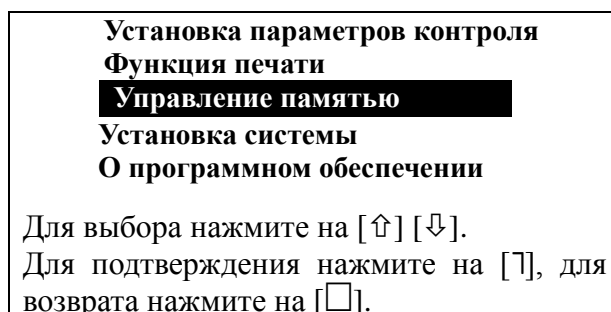 Установка параметров контроля
Функция печати
Управление памятью
Установка системы
О программном обеспечении
Для выбора нажмите на [⇧] [⇩].
Для подтверждения нажмите на [⅂], для
возврата нажмите на [□].